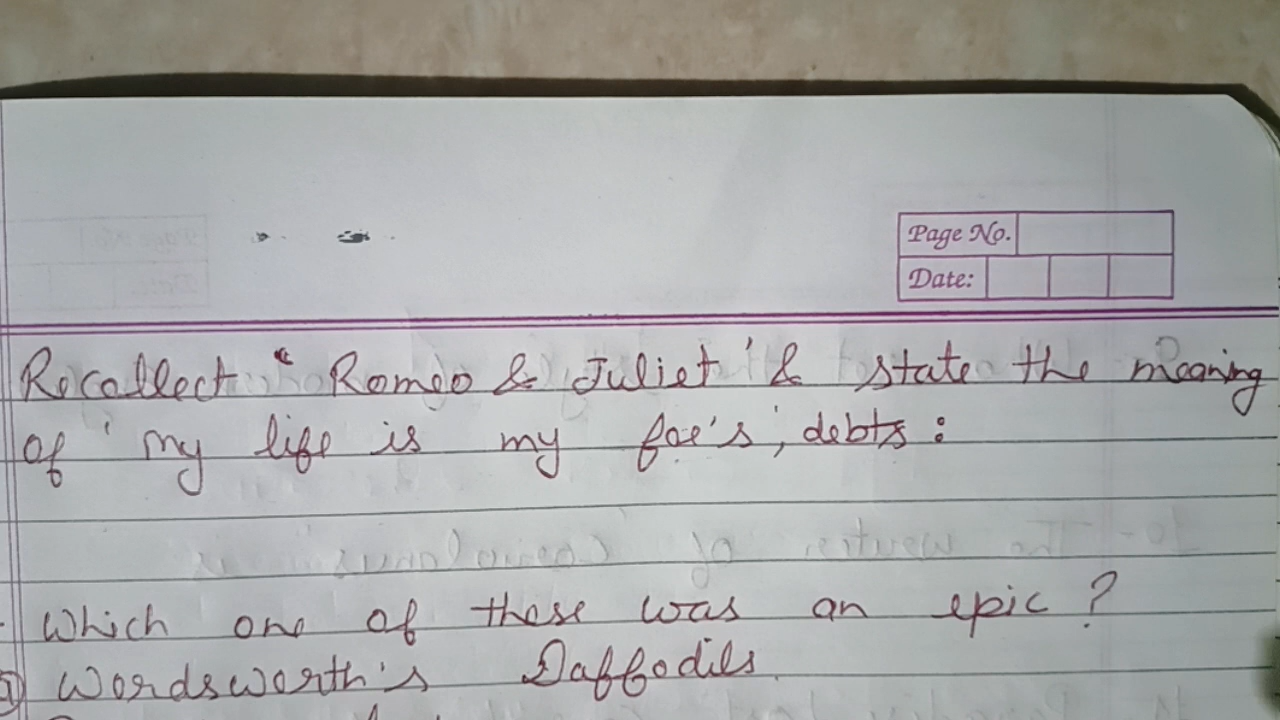 Page No.
Date:
Recollect “ Romeo & Juliet ' & state the meaning
of ' my life is my foe's ', debts :
Which one of these was an epic ?
Wordsworth's Daffodils.